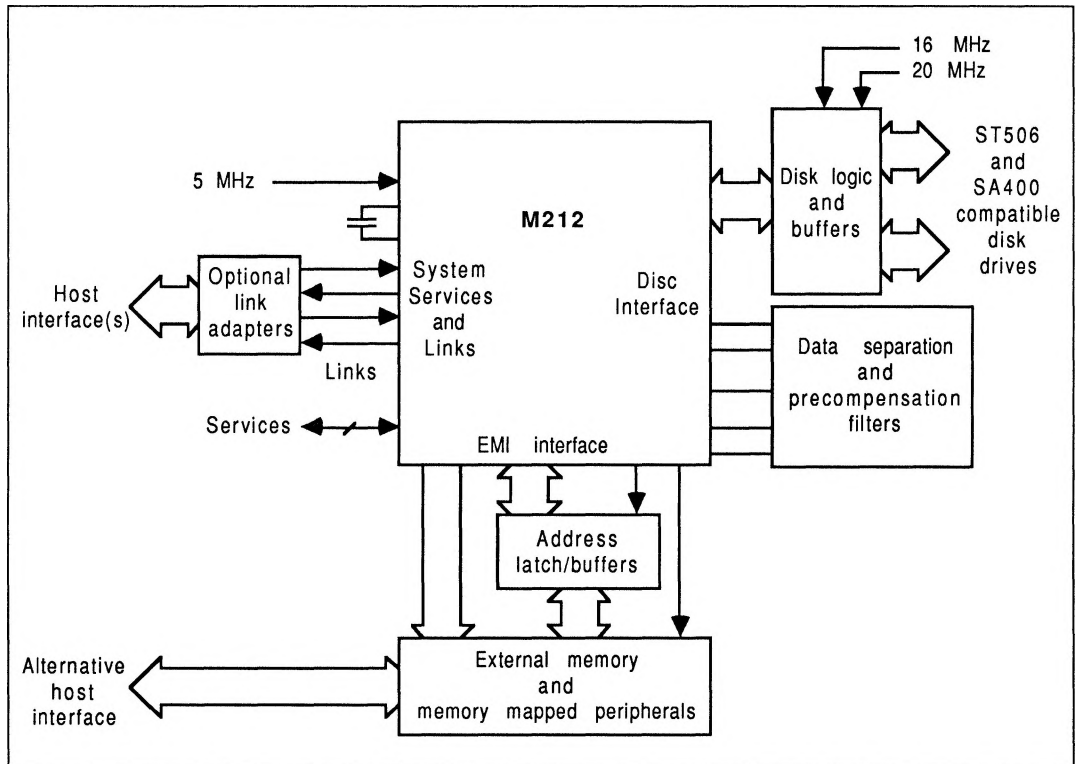 16 MHz
20 MHz
ST506
and
SA400
compatible
disk
drives
Disk logic
and
buffers
5 MHz
M212
System
Services
and
Links
Disc
Interface
Optional
link
adapters
Host
interface(s)
Links
Data separation
and
precompensation
filters
Services
EMI interface
Address
latch/buffers
External memory
and
memory mapped peripherals
Alternative
host
interface